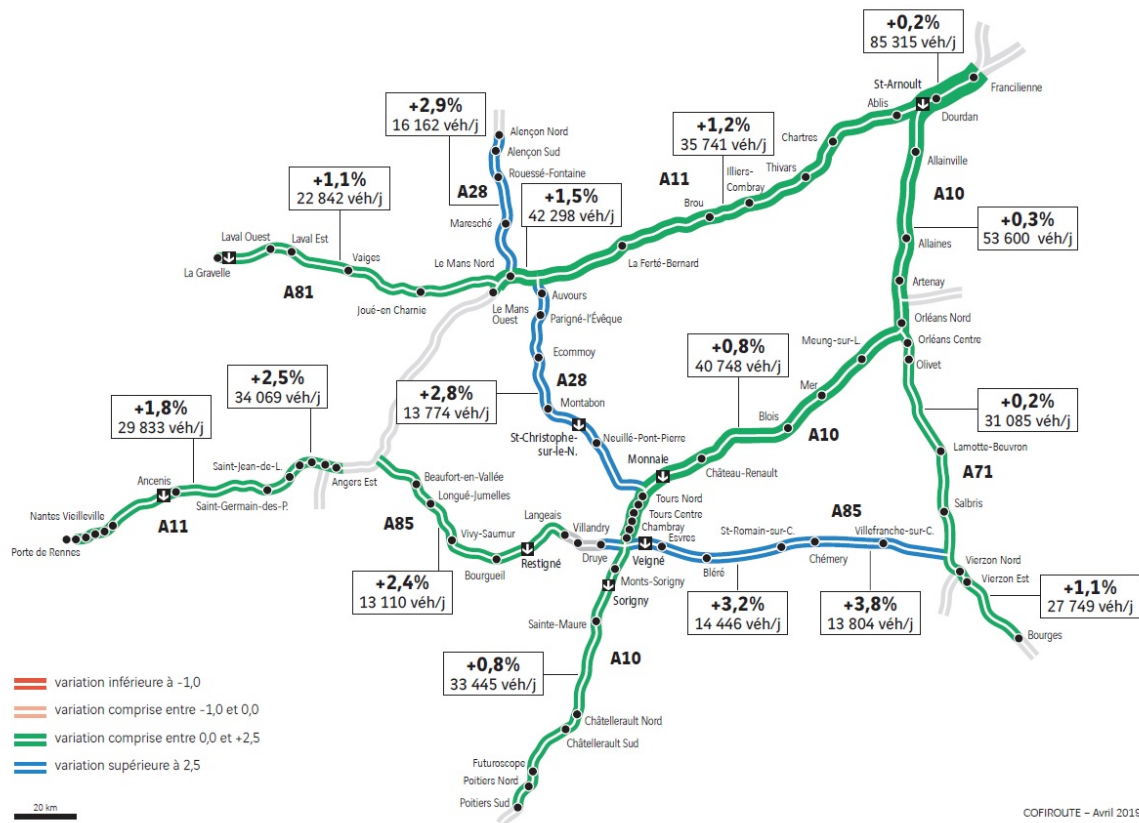 +0,2%
85 315 véh/j
St-Arnoult
Francilienne
Ablis
Dourdan
+2,9%
16 162 véh/j
Alençon Nord
Alençon Sud
Rouessé-Fontaine
A28
Maresché
+1,2%
35 741 véh/j
Chartres
Thivars
Illiers-
Combray
A11
Brou
Allainville
A10
+1,1%
22 842 véh/j
+1,5%
42 298 véh/j
+0,3%
53 600 véh/j
Laval Ouest
Laval Est
La Gravelle
Vaiges
Le Mans Nord
La Ferté-Bernard
Allaines
A81
Joué-en Charnie
Le Mans
Ouest
Auvours
Parigné-l'Évêque
Artenay
Orléans Nord
Orléans Centre
Olivet
Ecommoy
A28
Montabon
+0,8%
40 748 véh/j
Meung-sur-L.
Mer
Blois
A10
+2,5%
34 069 véh/j
+2,8%
13 774 véh/j
+0,2%
31 085 véh/j
+1,8%
29 833 véh/j
St-Christophe-
sur-le-N.
Neuillé-Pont-Pierre
Monnaie
Château-Renault
Lamotte-Beuvron
A71
Salbris
Saint-Jean-de-L.
Ancenis
Angers Est
Saint-Germain-des-P.
Nantes Vieilleville
A11
Porte de Rennes
Beaufort-en-Vallée
Longué-Jumelles
A85
Vivy-Saumur
Langeais
Villandry
Bourgueil
Restigné
Druye
Tours Nord
Tours Centre
Chambray
Esvres
Veigné
St-Romain-sur-C.
A85
Villefranche-sur-C.
Bléré
Chémery
Vierzon Nord
Vierzon Est
Monts-Sorigny
Sorigny
+2,4%
13 110 véh/j
+3,2%
14 446 véh/j
+3,8%
13 804 véh/j
+1,1%
27 749 véh/j
Bourges
Sainte-Maure
A10
+0,8%
33 445 véh/j
Châtellerault Nord
Châtellerault Sud
Futuroscope
Poitiers Nord
Poitiers Sud
variation inférieure à -1,0
variation comprise entre -1,0 et 0,0
variation comprise entre 0,0 et +2,5
variation supérieure à 2,5
20 km
COFIROUTE – Avril 2019